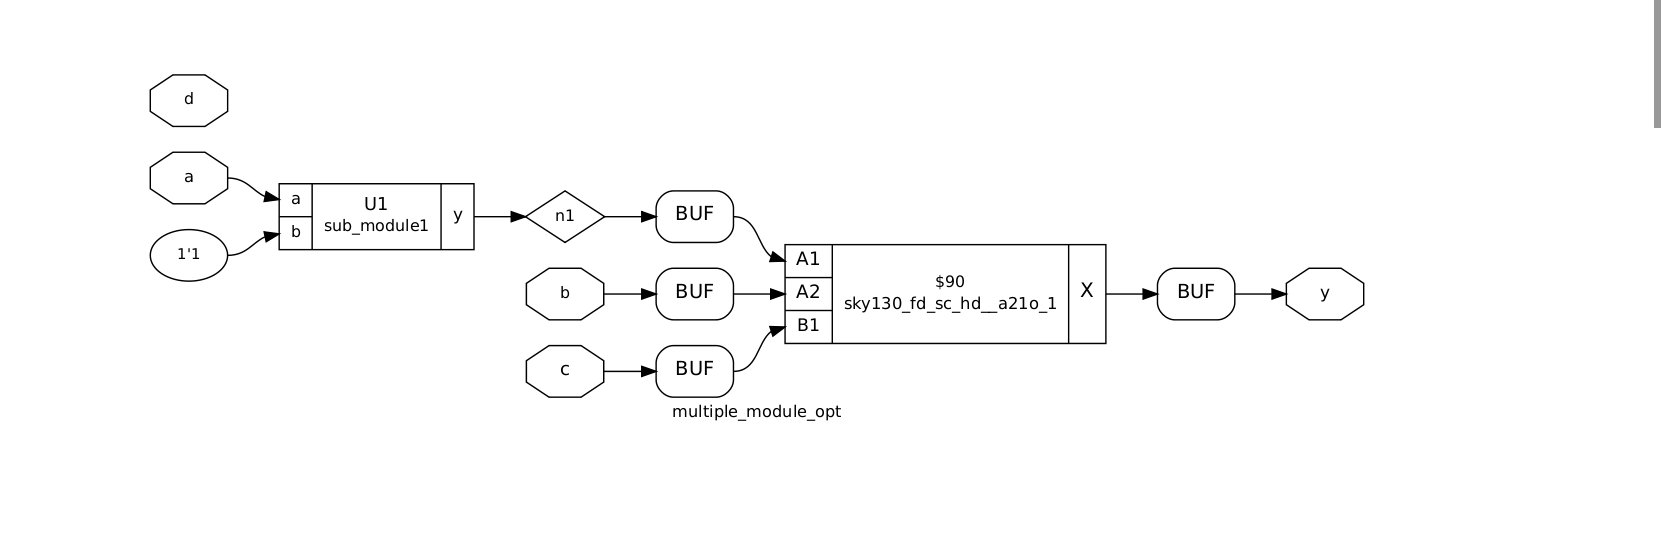 d
a
1'1
a
b
U1
sub_module1
y
n1
b
c
BUF
BUF
BUF
A1
A2
B1
$90
sky130_fd_sc_hd__a21o_1
X
BUF
y
multiple_module_opt